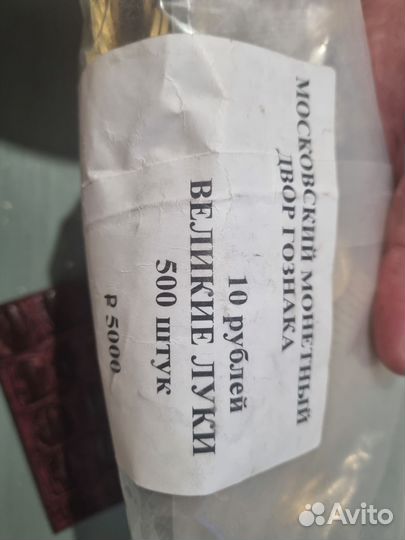 МОСКОВСКИЙ МОНЕТНЫЙ
ДВОР ГОЗНАКА
10 рублей
ВЕЛИКИЕ ЛУКИ
500 штук
Р 5000
Avito